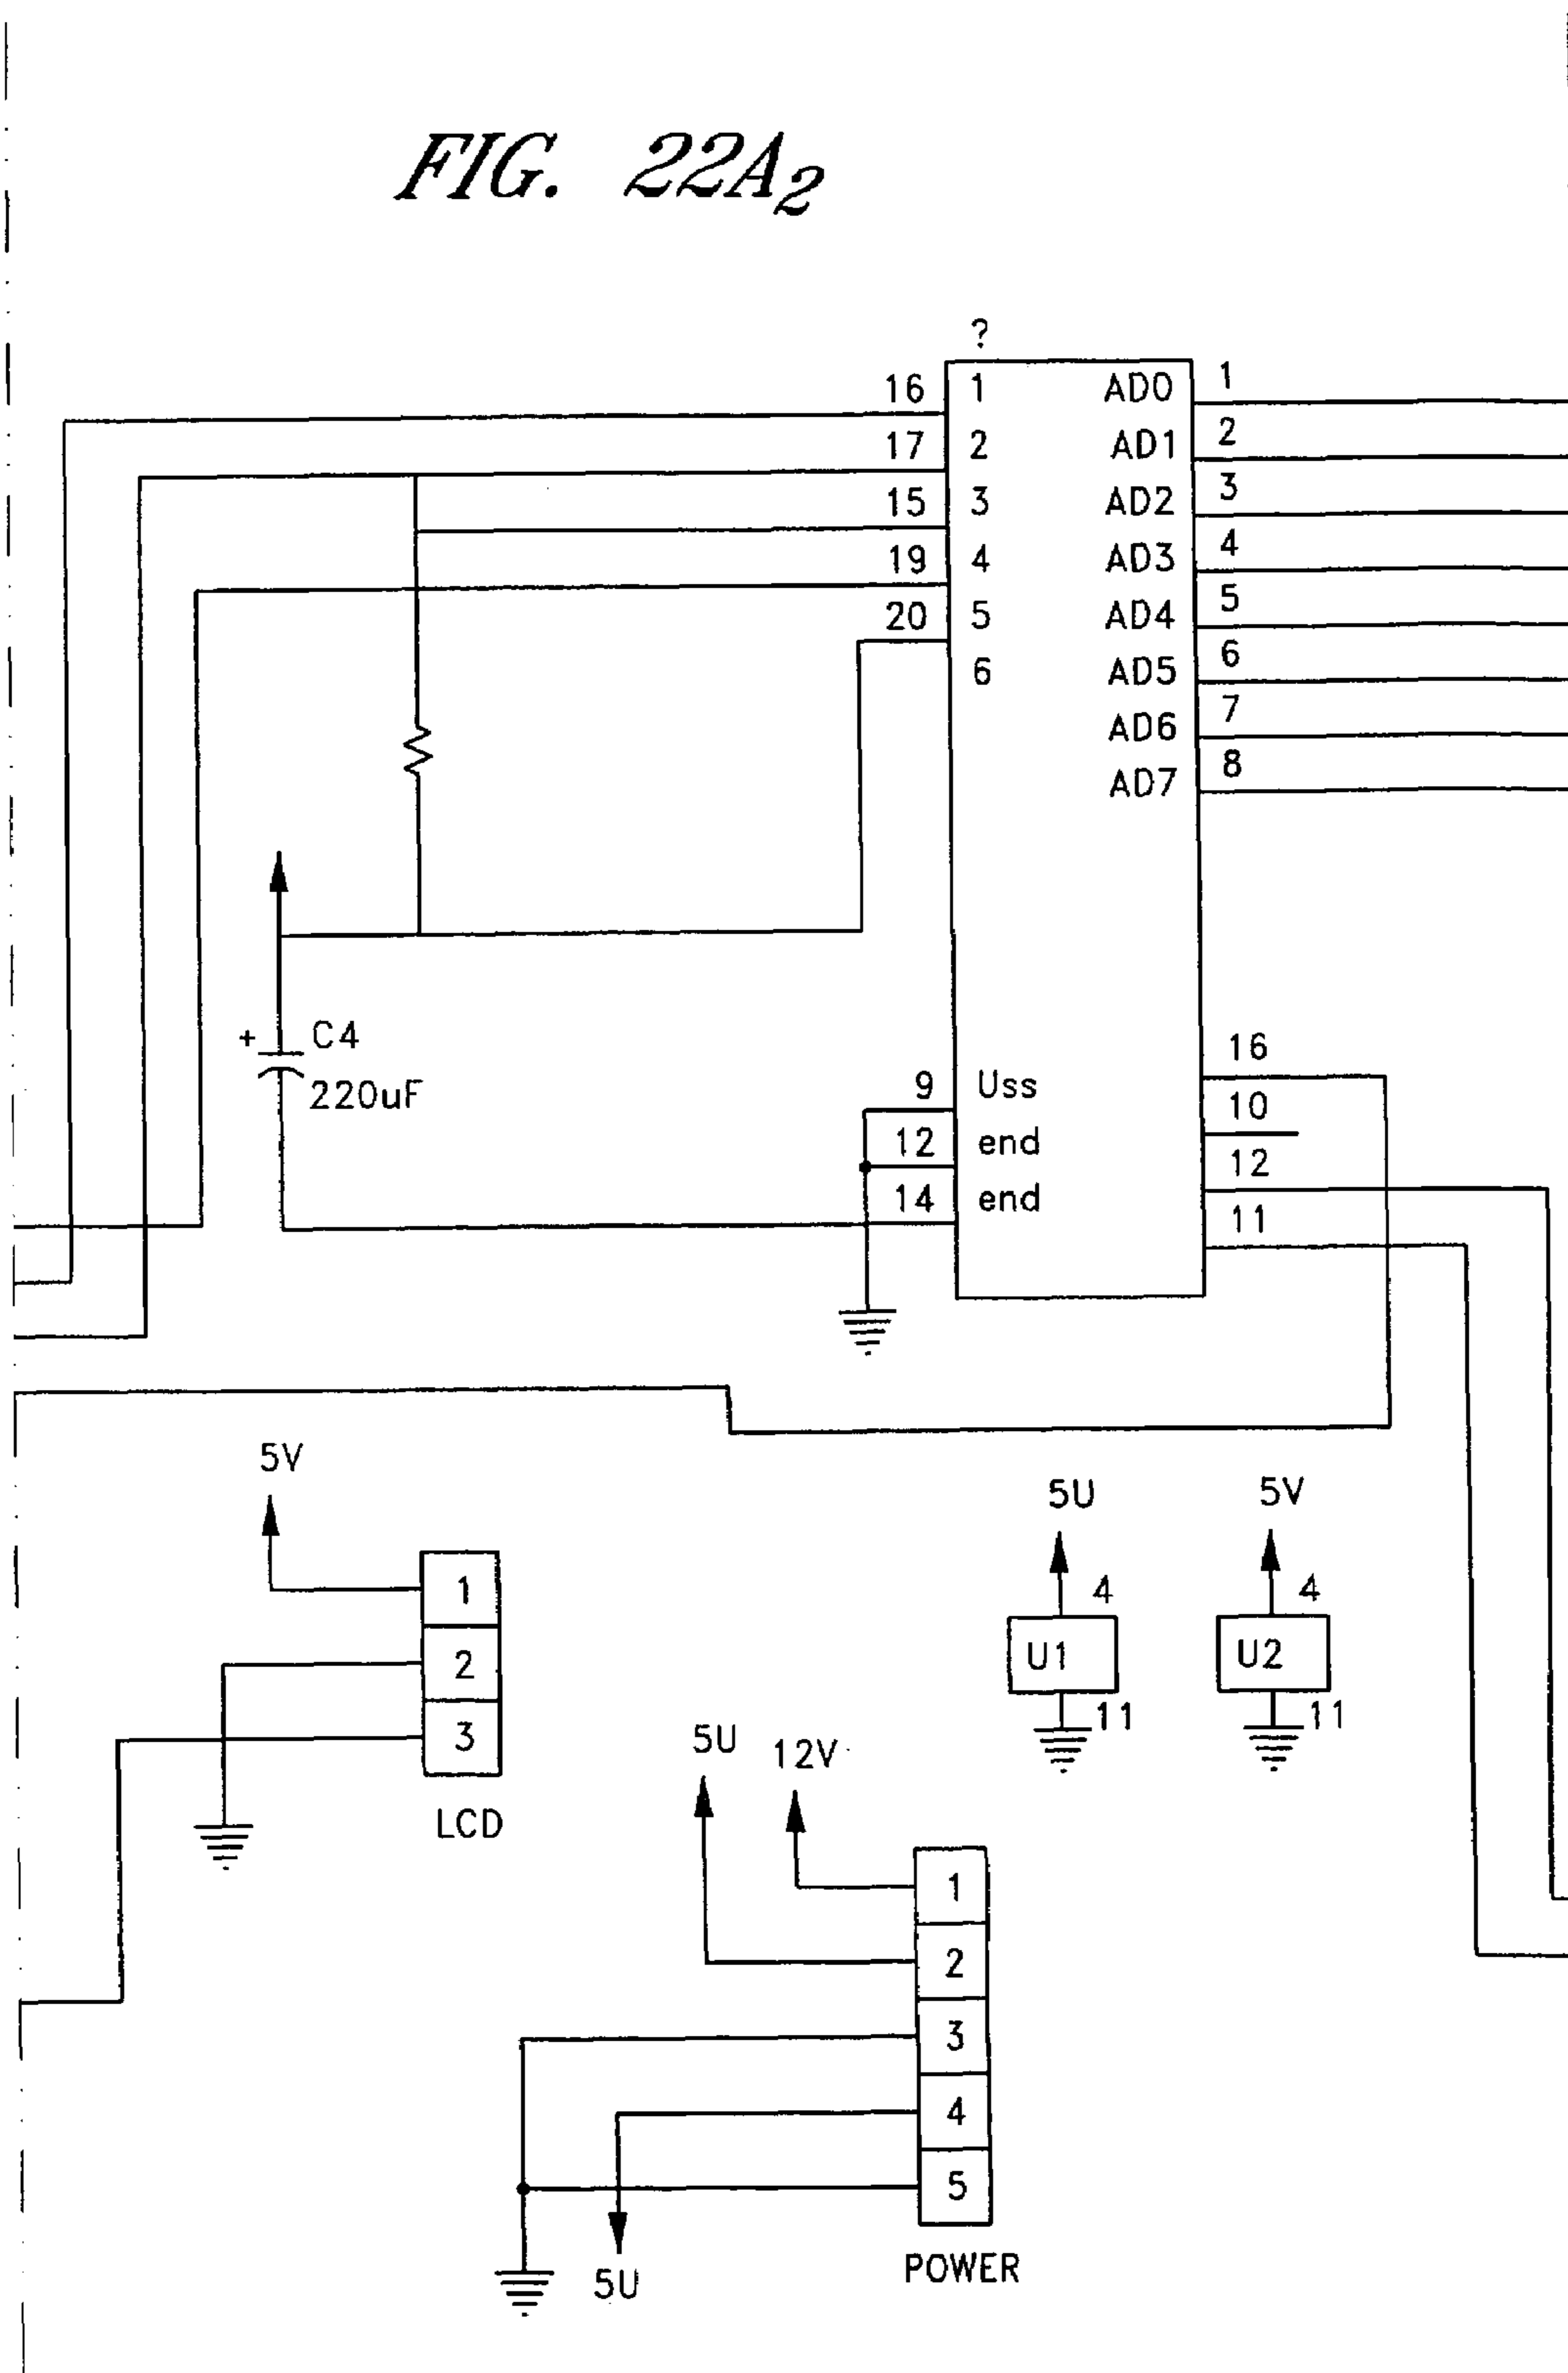 FIG. 22A2
?
16 1 AD0 1
17 2 AD1 2
15 3 AD2 3
19 4 AD3 4
20 5 AD4 5
6 AD5 6
AD6 7
AD7 8
+ C4
220uF
16
9 Uss
10
12 end
12
14 end
11
5V
5U
5V
1
4
4
2
U1
U2
3
11
11
LCD
5U
12V
1
2
3
4
5
5U
POWER